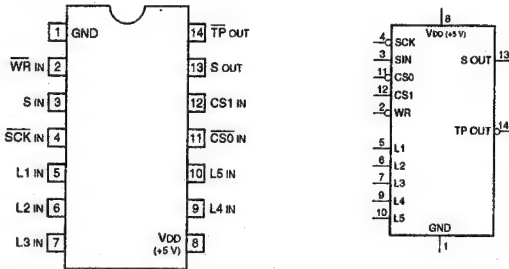 1 GND 14 TP OUT
WR IN 2 13 S OUT
S IN 3 12 CS1 IN
SCK IN 4 11 CS0 IN
L1 IN 5 10 L5 IN
L2 IN 6 9 L4 IN
L3 IN 7 VDD (+5 V) 8
8
VDD (+5 V)
4 SCK
3 SIN S OUT 13
11 CS0
12 CS1
2 WR
TP OUT 14
5 L1
6 L2
7 L3
9 L4
10 L5
GND
1